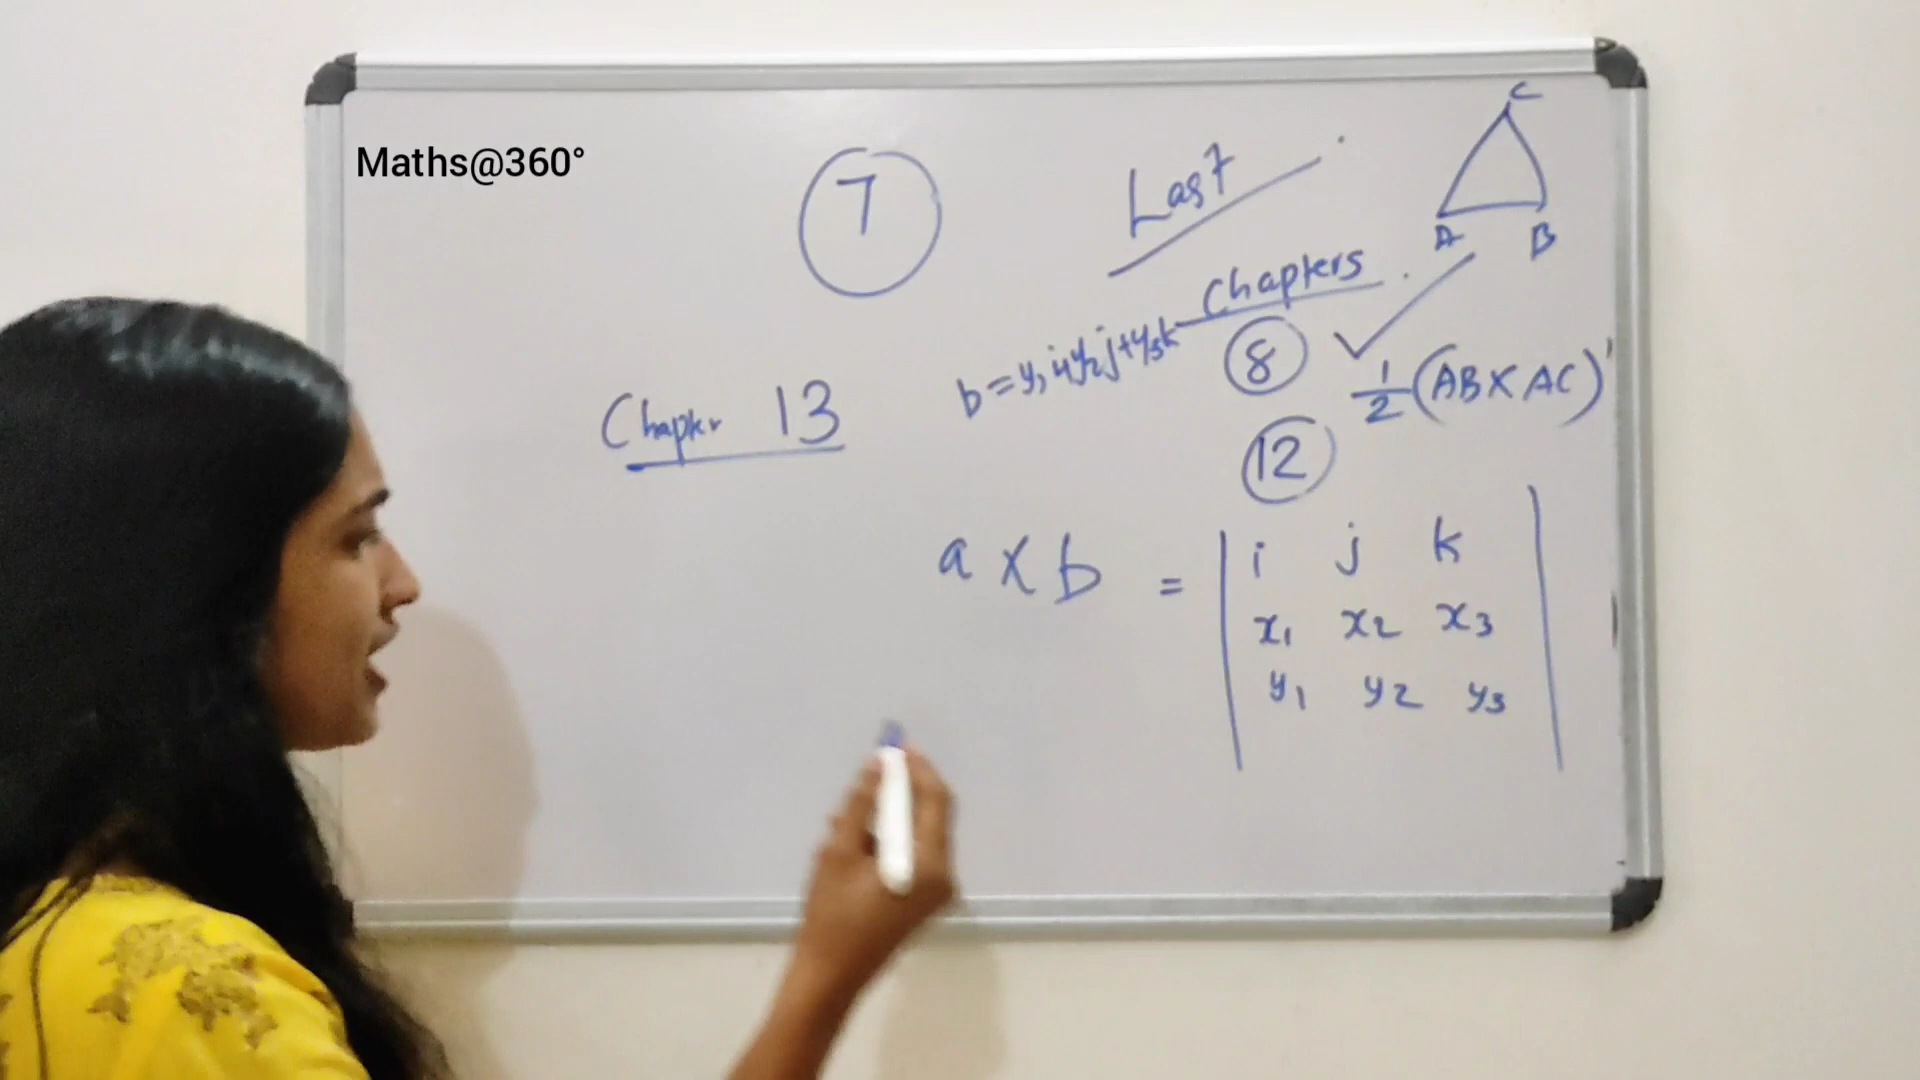 Maths@360°
7
Last
Chapters
C
A B
8
12
b = y₁i+y₂j+y₃k
1/2 (AB X AC)
Chapter 13
a x b = | i j k |
| x₁ x₂ x₃ |
| y₁ y₂ y₃ |